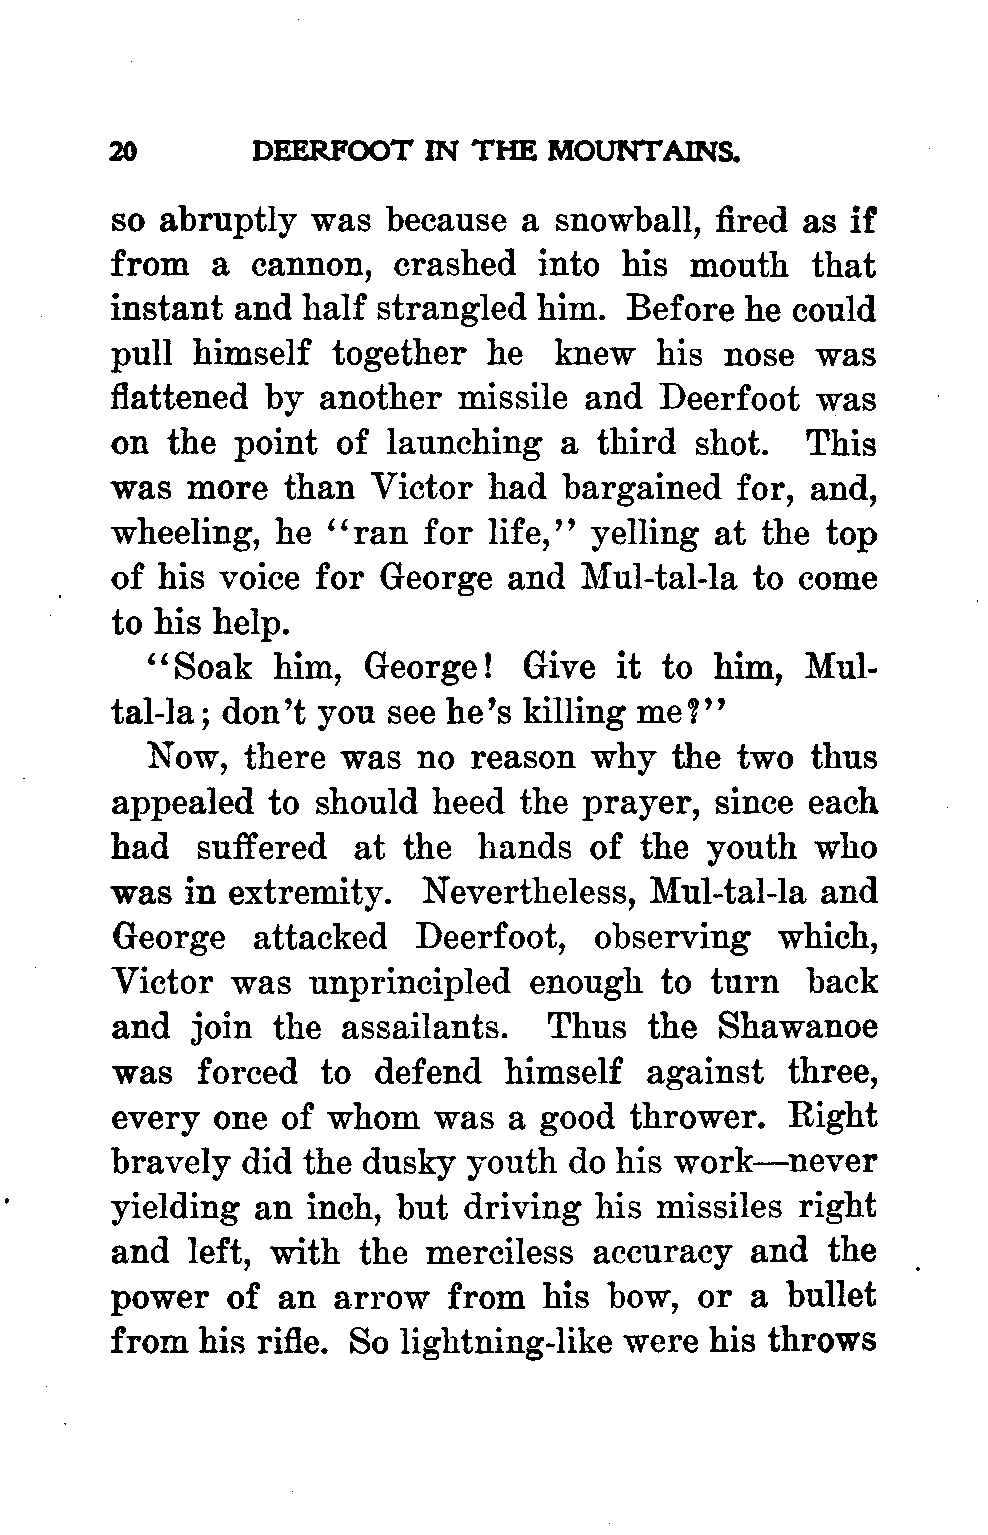 20 DEERFOOT IN THE MOUNTAINS.
so abruptly was because a snowball, fired as if
from a cannon, crashed into his mouth that
instant and half strangled him. Before he could
pull himself together he knew his nose was
flattened by another missile and Deerfoot was
on the point of launching a third shot. This
was more than Victor had bargained for, and,
wheeling, he "ran for life," yelling at the top
of his voice for George and Mul-tal-la to come
to his help.
"Soak him, George! Give it to him, Mul-
tal-la; don't you see he's killing me?"
Now, there was no reason why the two thus
appealed to should heed the prayer, since each
had suffered at the hands of the youth who
was in extremity. Nevertheless, Mul-tal-la and
George attacked Deerfoot, observing which,
Victor was unprincipled enough to turn back
and join the assailants. Thus the Shawanoe
was forced to defend himself against three,
every one of whom was a good thrower. Right
bravely did the dusky youth do his work—never
yielding an inch, but driving his missiles right
and left, with the merciless accuracy and the
power of an arrow from his bow, or a bullet
from his rifle. So lightning-like were his throws